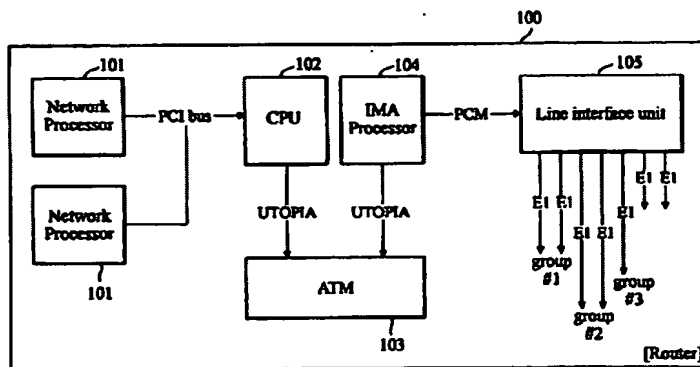 100
101
102
104
105
Network
Processor
PCI bus
CPU
IMA
Processor
PCM
Line interface unit
Network
Processor
101
UTOPIA
UTOPIA
ATM
103
E1
E1
E1
E1
E1
E1
E1
group
#1
group
#2
group
#3
[Router]